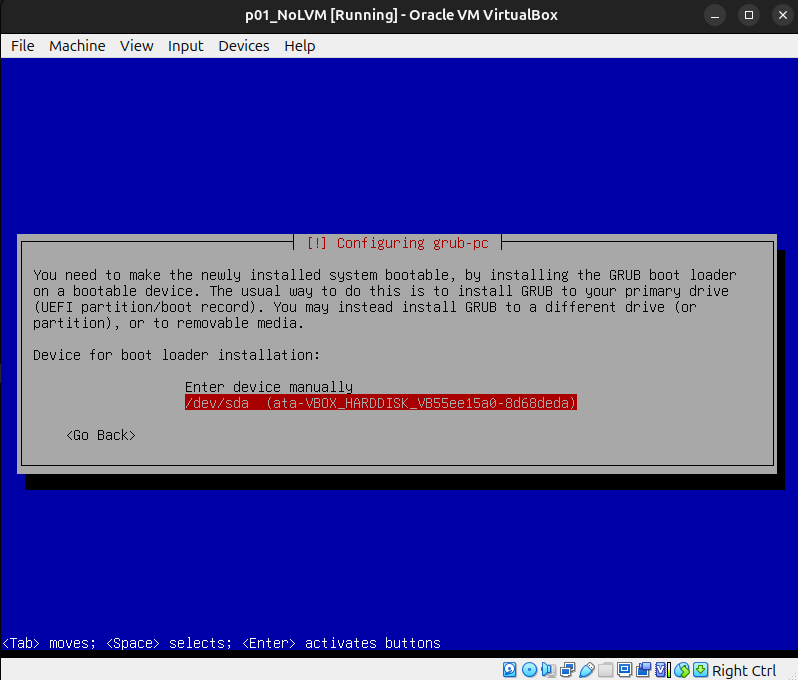 p01_NoLVM [Running] - Oracle VM VirtualBox
File Machine View Input Devices Help
[!] Configuring grub-pc
You need to make the newly installed system bootable, by installing the GRUB boot loader
on a bootable device. The usual way to do this is to install GRUB to your primary drive
(UEFI partition/boot record). You may instead install GRUB to a different drive (or
partition), or to removable media.
Device for boot loader installation:
Enter device manually
/dev/sda (ata-VBOX_HARDDISK_VB55ee15a0-8d68deda)
<Go Back>
<Tab> moves; <Space> selects; <Enter> activates buttons
Right Ctrl